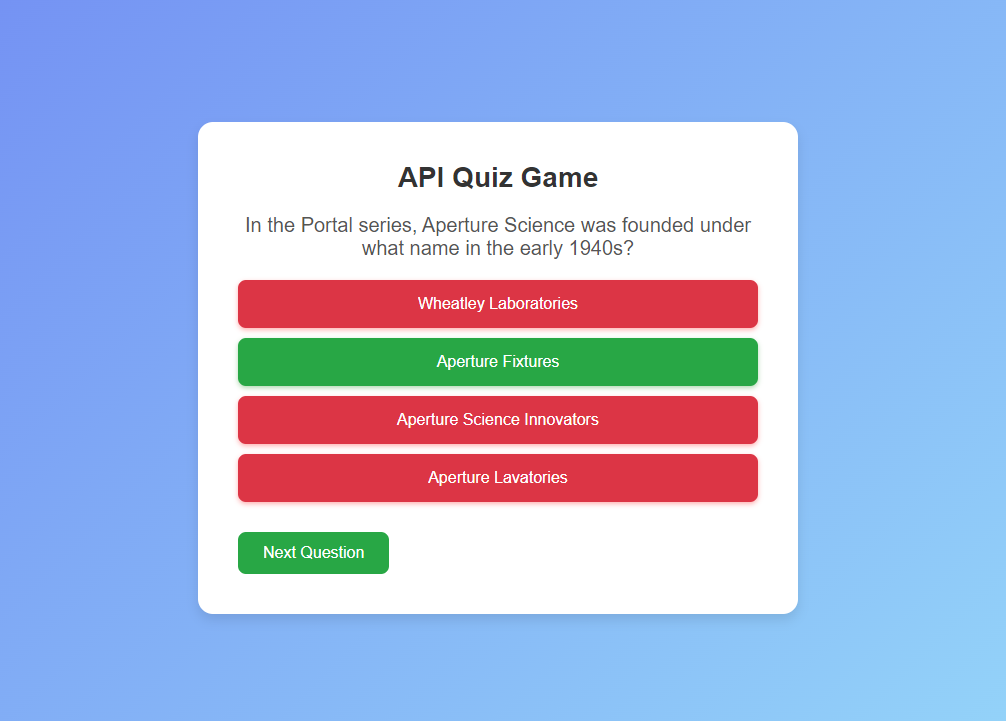 API Quiz Game
In the Portal series, Aperture Science was founded under
what name in the early 1940s?
Wheatley Laboratories
Aperture Fixtures
Aperture Science Innovators
Aperture Lavatories
Next Question